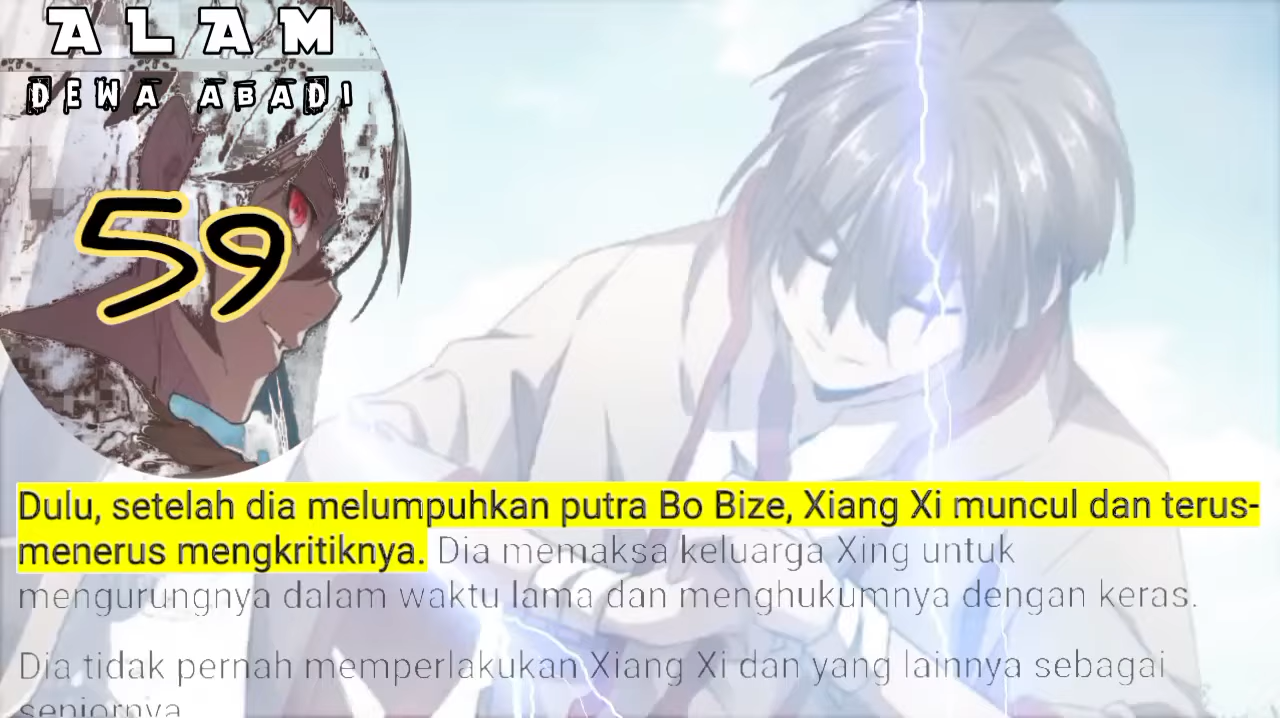 ALAM
DEWA ABADI
59
Dulu, setelah dia melumpuhkan putra Bo Bize, Xiang Xi muncul dan terus-
menerus mengkritiknya. Dia memaksa keluarga Xing untuk
mengurungnya dalam waktu lama dan menghukumnya dengan keras.
Dia tidak pernah memperlakukan Xiang Xi dan yang lainnya sebagai
seniornya